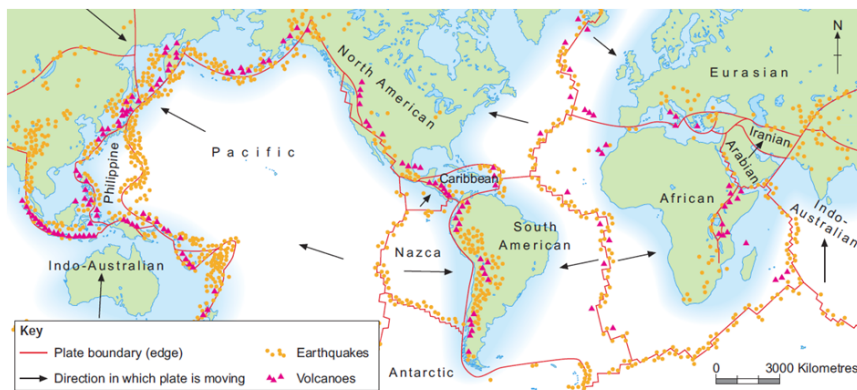 N
North American
Eurasian
Pacific
Philippine
Iranian
Arabian
Caribbean
African
Indo-Australian
South American
Nazca
Indo-Australian
Antarctic
Key
Plate boundary (edge)
Earthquakes
Direction in which plate is moving
Volcanoes
0 3000 Kilometres